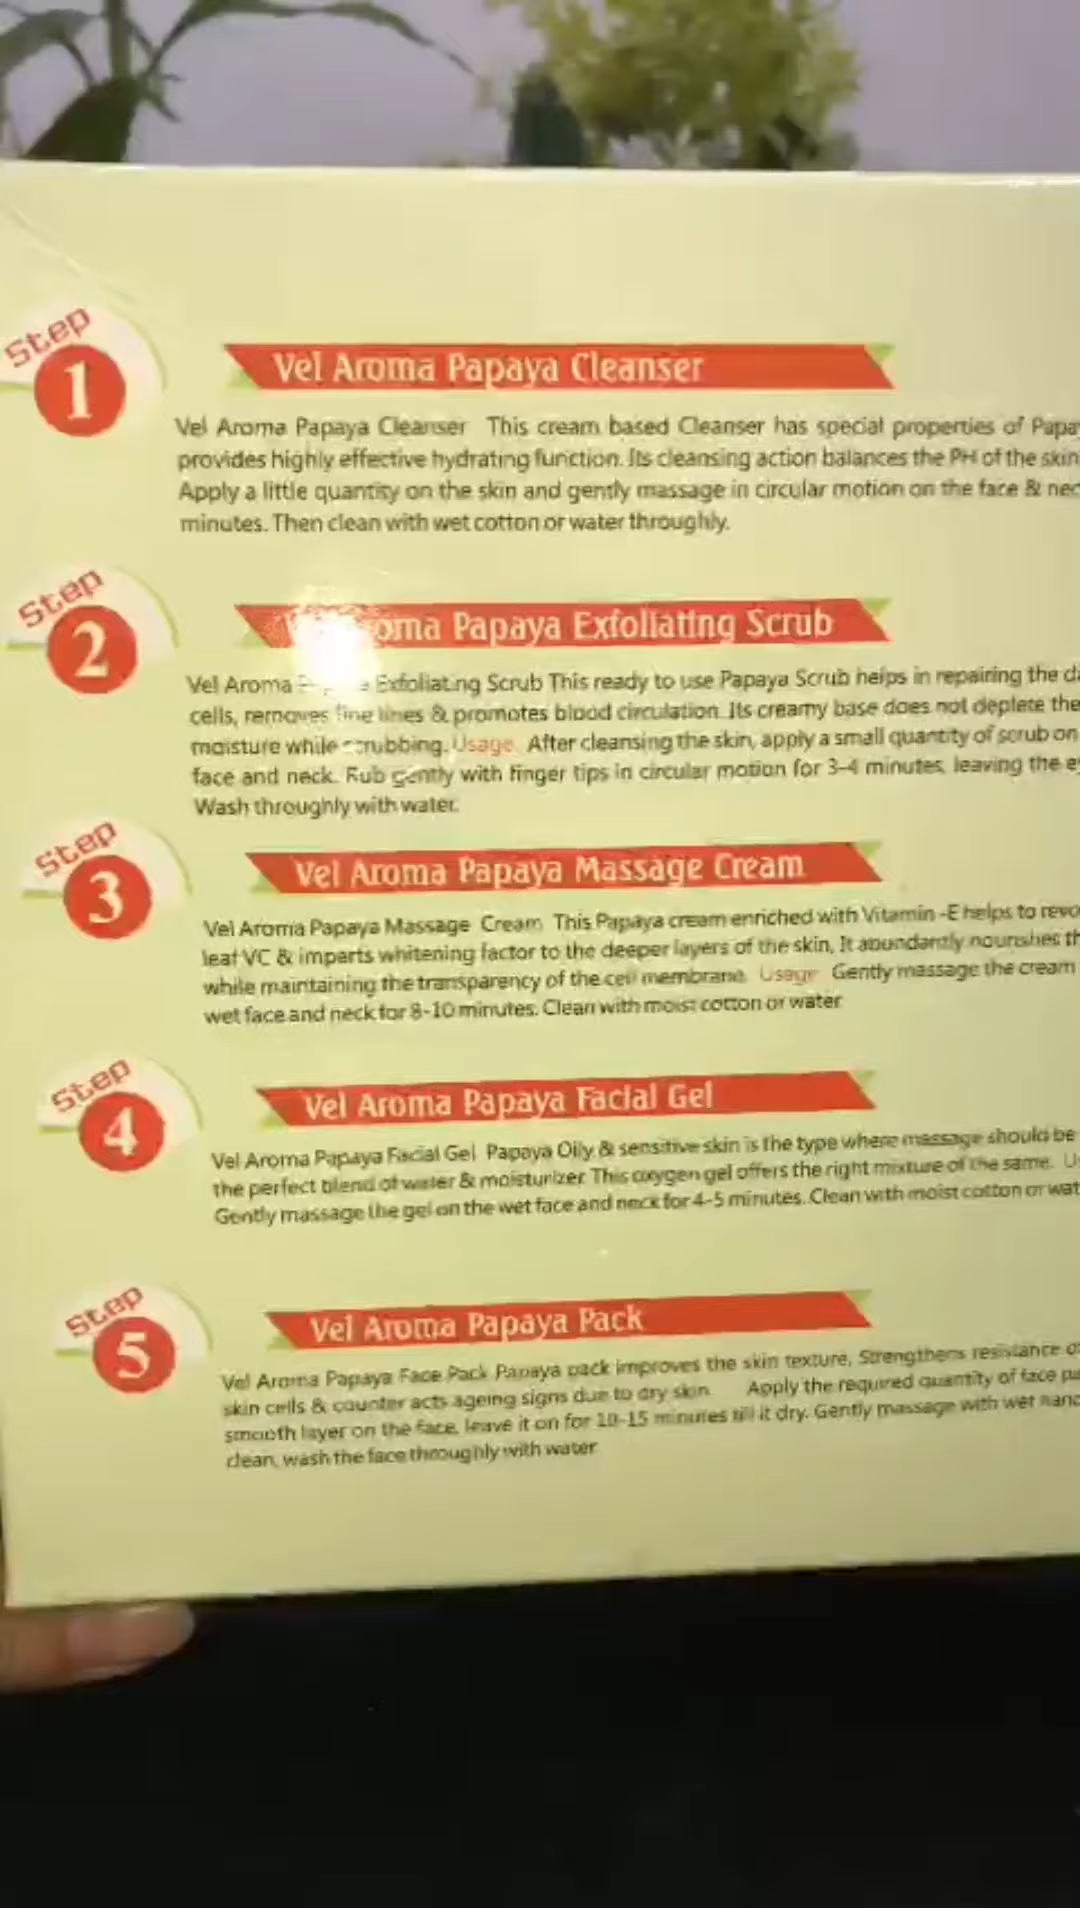 Step
1
Vel Aroma Papaya Cleanser
Vel Aroma Papaya Cleanser This cream based Cleanser has special properties of
provides highly effective hydrating function. Its cleansing action balances the PH of the skin
Apply a little quantity on the skin and gently massage in circular motion on the face &
minutes. Then clean with wet cotton or water throughly.
Step
2
Papaya Exfoliating Scrub
Vel Aroma Exfoliating Scrub This ready to use Papaya Scrub helps in repairing the
cells, removes fine lines & promotes blood circulation. Its creamy base does not deplete the
moisture while scrubbing. Usage After cleansing the skin, apply a small quantity of scrub on
face and neck. Rub gently with finger tips in circular motion for 3-4 minutes, leaving the
Wash throughly with water.
Step
3
Vel Aroma Papaya Massage Cream
Vel Aroma Papaya Massage Cream This Papaya cream enriched with Vitamin -E helps to
leaf VC & imparts whitening factor to the deeper layers of the skin, It abundantly nourishes
while maintaining the transparency of the cell membrane. Usage Gently massage the cream
wet face and neck for 8-10 minutes. Clean with moist cotton or water
Step
4
Vel Aroma Papaya Facial Gel
Vel Aroma Papaya Facial Gel Papaya Oily & sensitive skin is the type where massage should be
the perfect blend of water & moisturizer This oxygen gel offers the right mixture of the same.
Gently massage the gel on the wet face and neck for 4-5 minutes. Clean with moist cotton or
Step
5
Vel Aroma Papaya Pack
Vel Aroma Papaya Face Pack Papaya pack improves the skin texture, Strengthens resistance
skin cells & counter acts ageing signs due to dry skin Apply the required quantity of face
smooth layer on the face, leave it on for 10-15 minutes till it dry. Gently massage with wet
clean, wash the face throughly with water